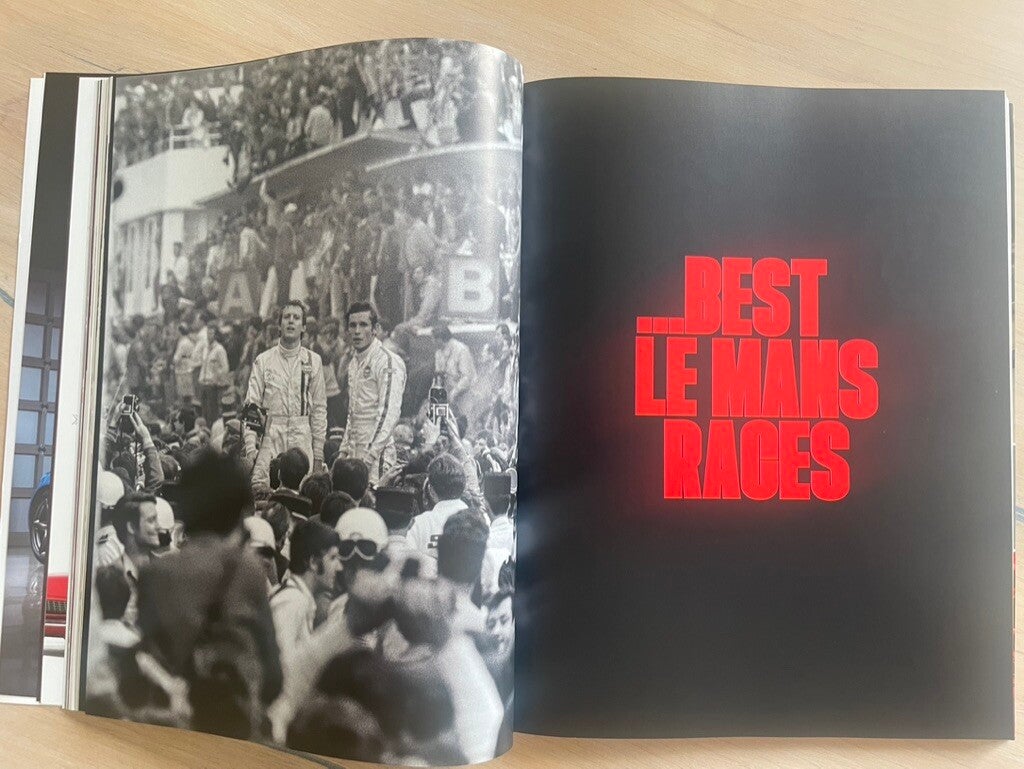 A
B
...BEST
LE MANS
RACES